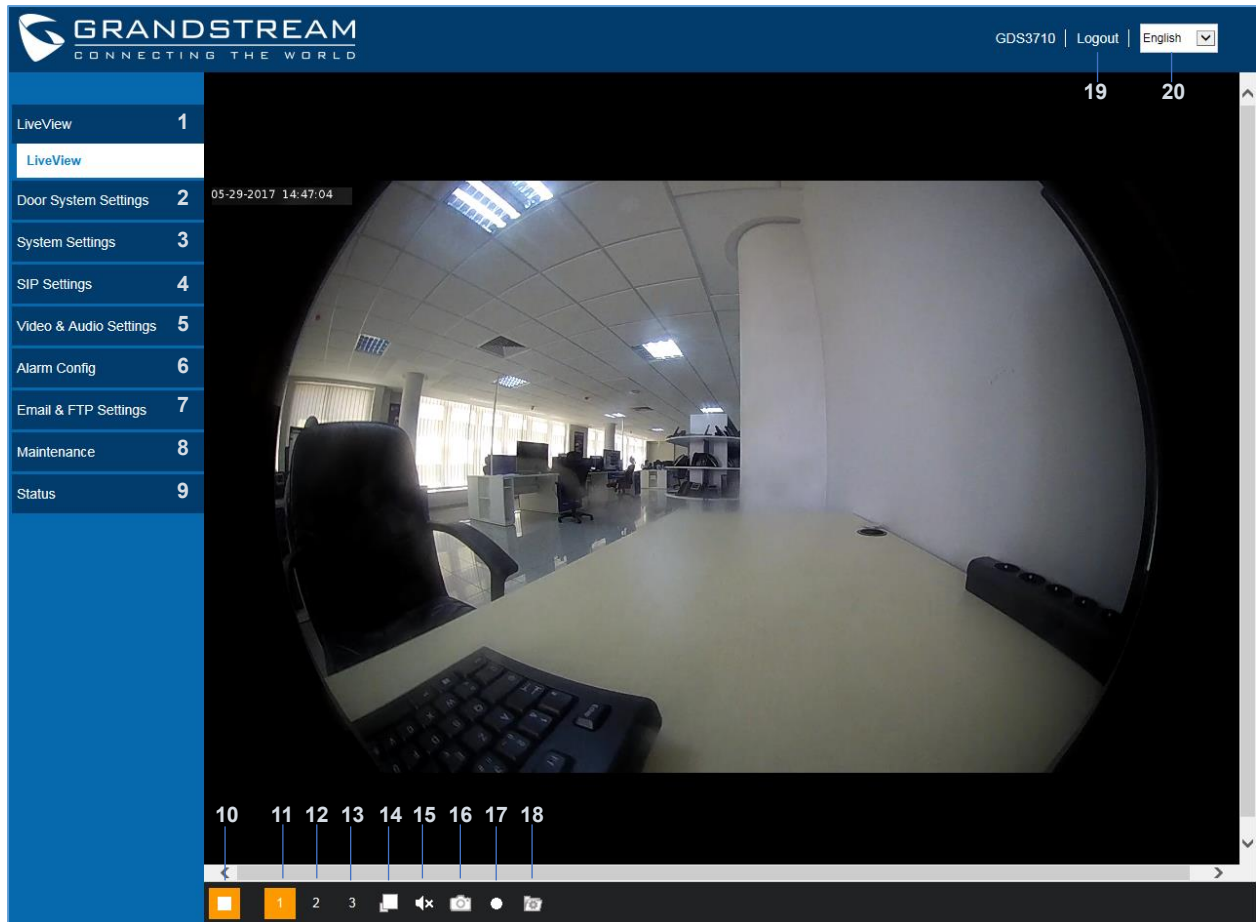 GRANDSTREAM
CONNECTING THE WORLD
GDS3710 | Logout | English
19 20
LiveView 1
LiveView
Door System Settings 2
System Settings 3
SIP Settings 4
Video & Audio Settings 5
Alarm Config 6
Email & FTP Settings 7
Maintenance 8
Status 9
05-29-2017 14:47:04
10 11 12 13 14 15 16 17 18
1 2 3